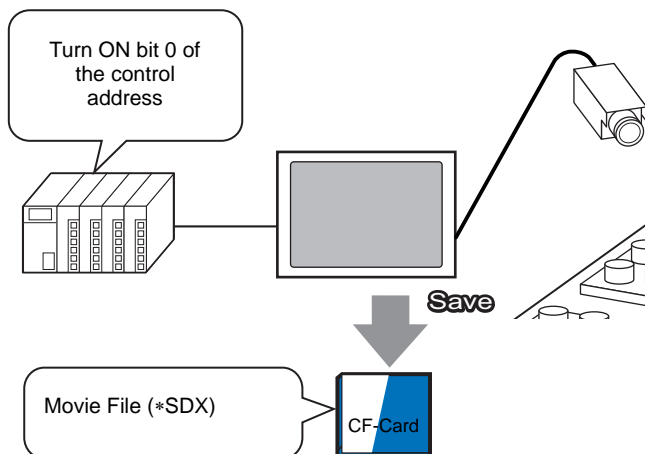 Turn ON bit 0 of
the control
address
Save
Movie File (*SDX)
CF-Card